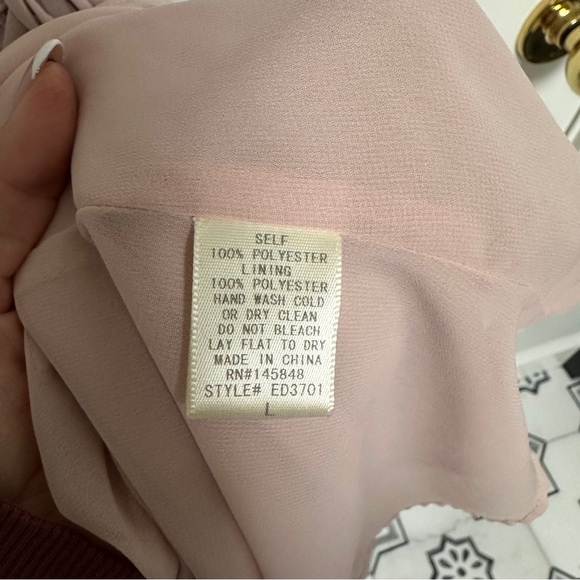 SELF
100% POLYESTER
LINING
100% POLYESTER
HAND WASH COLD
OR DRY CLEAN
DO NOT BLEACH
LAY FLAT TO DRY
MADE IN CHINA
RN#145848
STYLE# ED3701
L